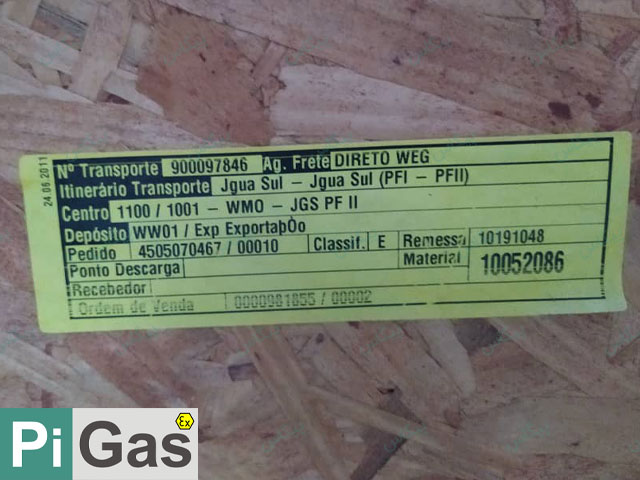 24.06.2011
Nº Transporte 900097846 Ag. Frete DIRETO WEG
Itinerário Transporte Jgua Sul – Jgua Sul (PFI – PFII)
Centro 1100 / 1001 – WMO – JGS PF II
Depósito WW01 / Exp ExportaþÒo
Pedido 4505070467 / 00010 Classif. E Remessa 10191048
Ponto Descarga Material 10052086
Recebedor
Ordem de Venda 0000981855 / 00002
Pi Gas
Ex